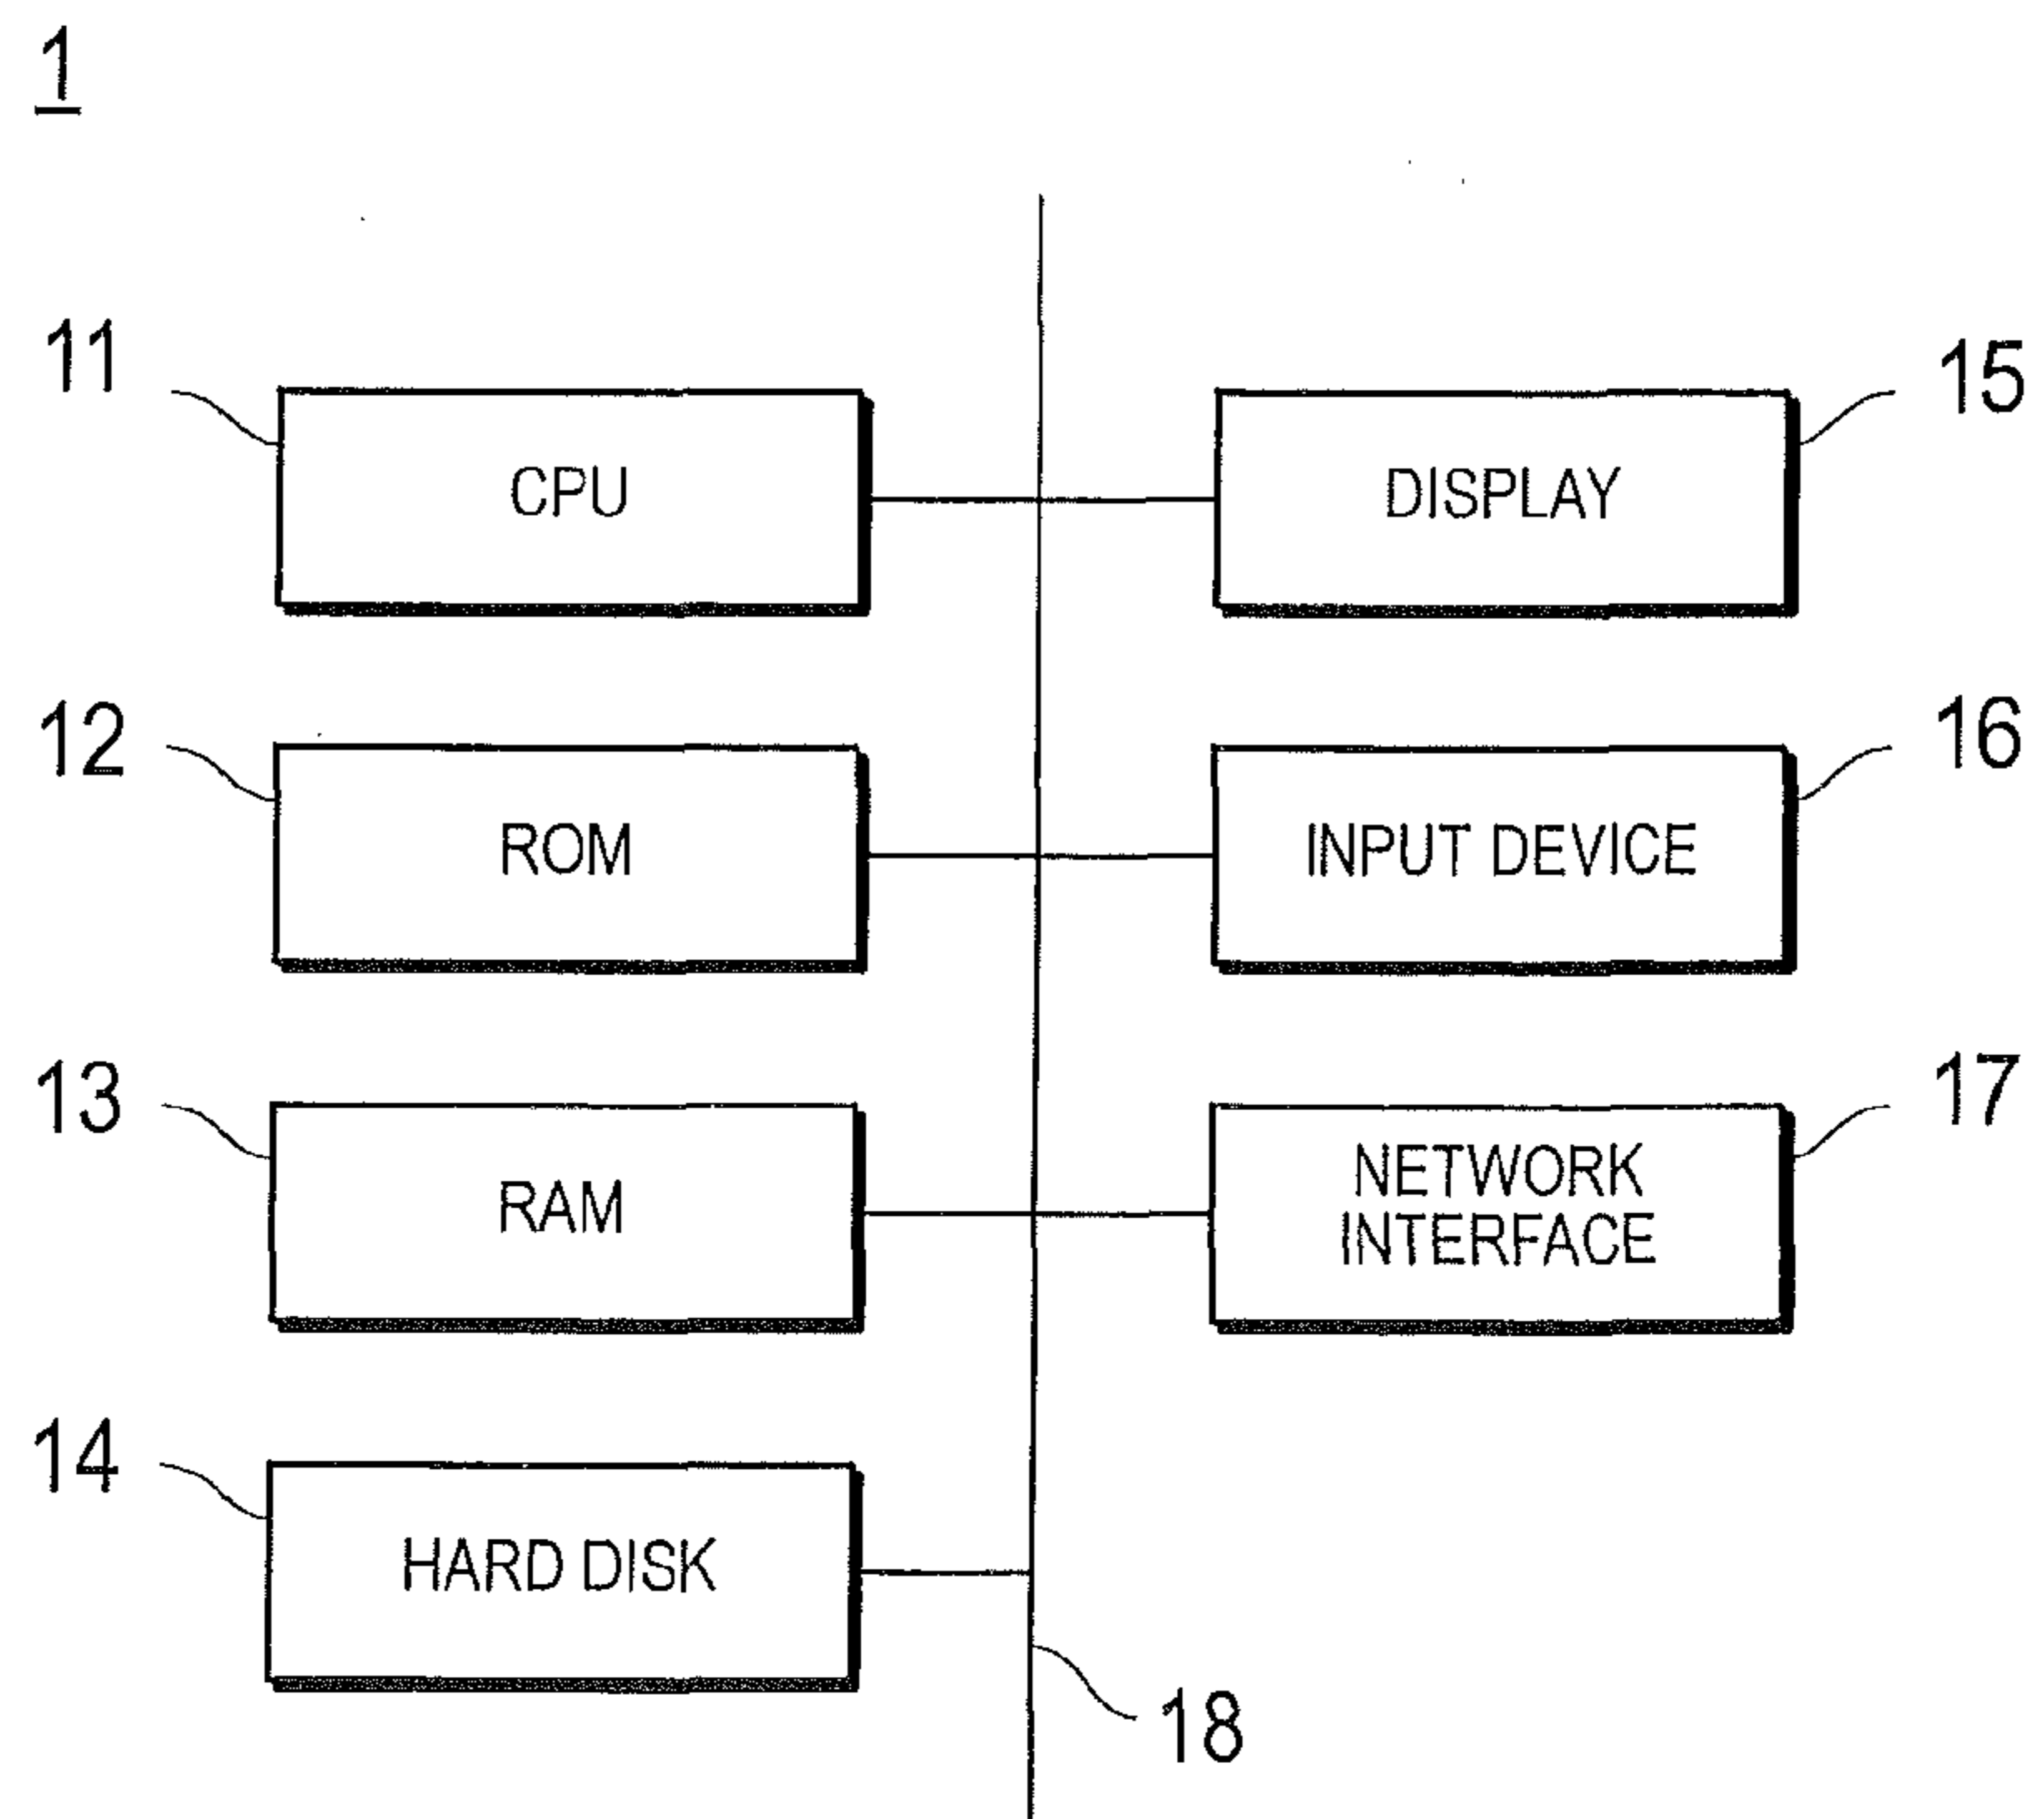 1
11
CPU
DISPLAY
15
12
ROM
INPUT DEVICE
16
13
RAM
NETWORK
INTERFACE
17
14
HARD DISK
18